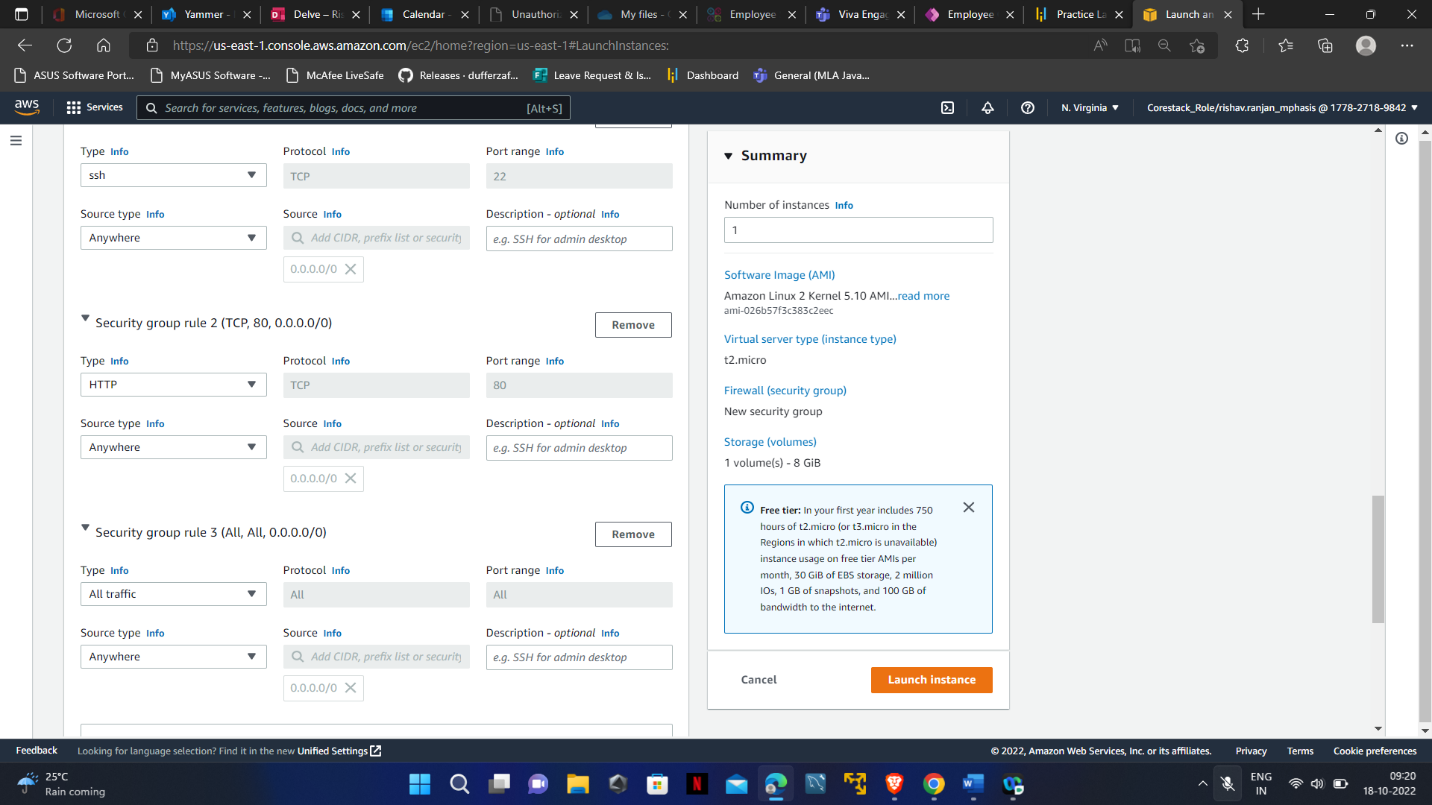 Microsoft (
Yammer -
Delve – Ri
Calendar -
Unauthoriz
My files -
Employee
Viva Engag
Employee
Practice La
Launch an
https://us-east-1.console.aws.amazon.com/ec2/home?region=us-east-1#LaunchInstances:
ASUS Software Port...
MyASUS Software -...
McAfee LiveSafe
Releases · dufferzaf...
Leave Request & Is...
Dashboard
General (MLA Java...
aws
Services
Search for services, features, blogs, docs, and more
[Alt+S]
N. Virginia
Corestack_Role/rishav.ranjan_mphasis @ 1778-2718-9842
Type Info
Protocol Info
Port range Info
ssh
TCP
22
Source type Info
Source Info
Description - optional Info
Anywhere
Add CIDR, prefix list or security
e.g. SSH for admin desktop
0.0.0.0/0
Security group rule 2 (TCP, 80, 0.0.0.0/0)
Remove
Type Info
Protocol Info
Port range Info
HTTP
TCP
80
Source type Info
Source Info
Description - optional Info
Anywhere
Add CIDR, prefix list or security
e.g. SSH for admin desktop
0.0.0.0/0
Security group rule 3 (All, All, 0.0.0.0/0)
Remove
Type Info
Protocol Info
Port range Info
All traffic
All
All
Source type Info
Source Info
Description - optional Info
Anywhere
Add CIDR, prefix list or security
e.g. SSH for admin desktop
0.0.0.0/0
Summary
Number of instances Info
1
Software Image (AMI)
Amazon Linux 2 Kernel 5.10 AMI...read more
ami-026b57f3c383c2eec
Virtual server type (instance type)
t2.micro
Firewall (security group)
New security group
Storage (volumes)
1 volume(s) - 8 GiB
Free tier: In your first year includes 750
hours of t2.micro (or t3.micro in the
Regions in which t2.micro is unavailable)
instance usage on free tier AMIs per
month, 30 GiB of EBS storage, 2 million
IOs, 1 GB of snapshots, and 100 GB of
bandwidth to the internet.
Cancel
Launch instance
Feedback
Looking for language selection? Find it in the new Unified Settings
© 2022, Amazon Web Services, Inc. or its affiliates.
Privacy
Terms
Cookie preferences
25°C
Rain coming
ENG
IN
09:20
18-10-2022